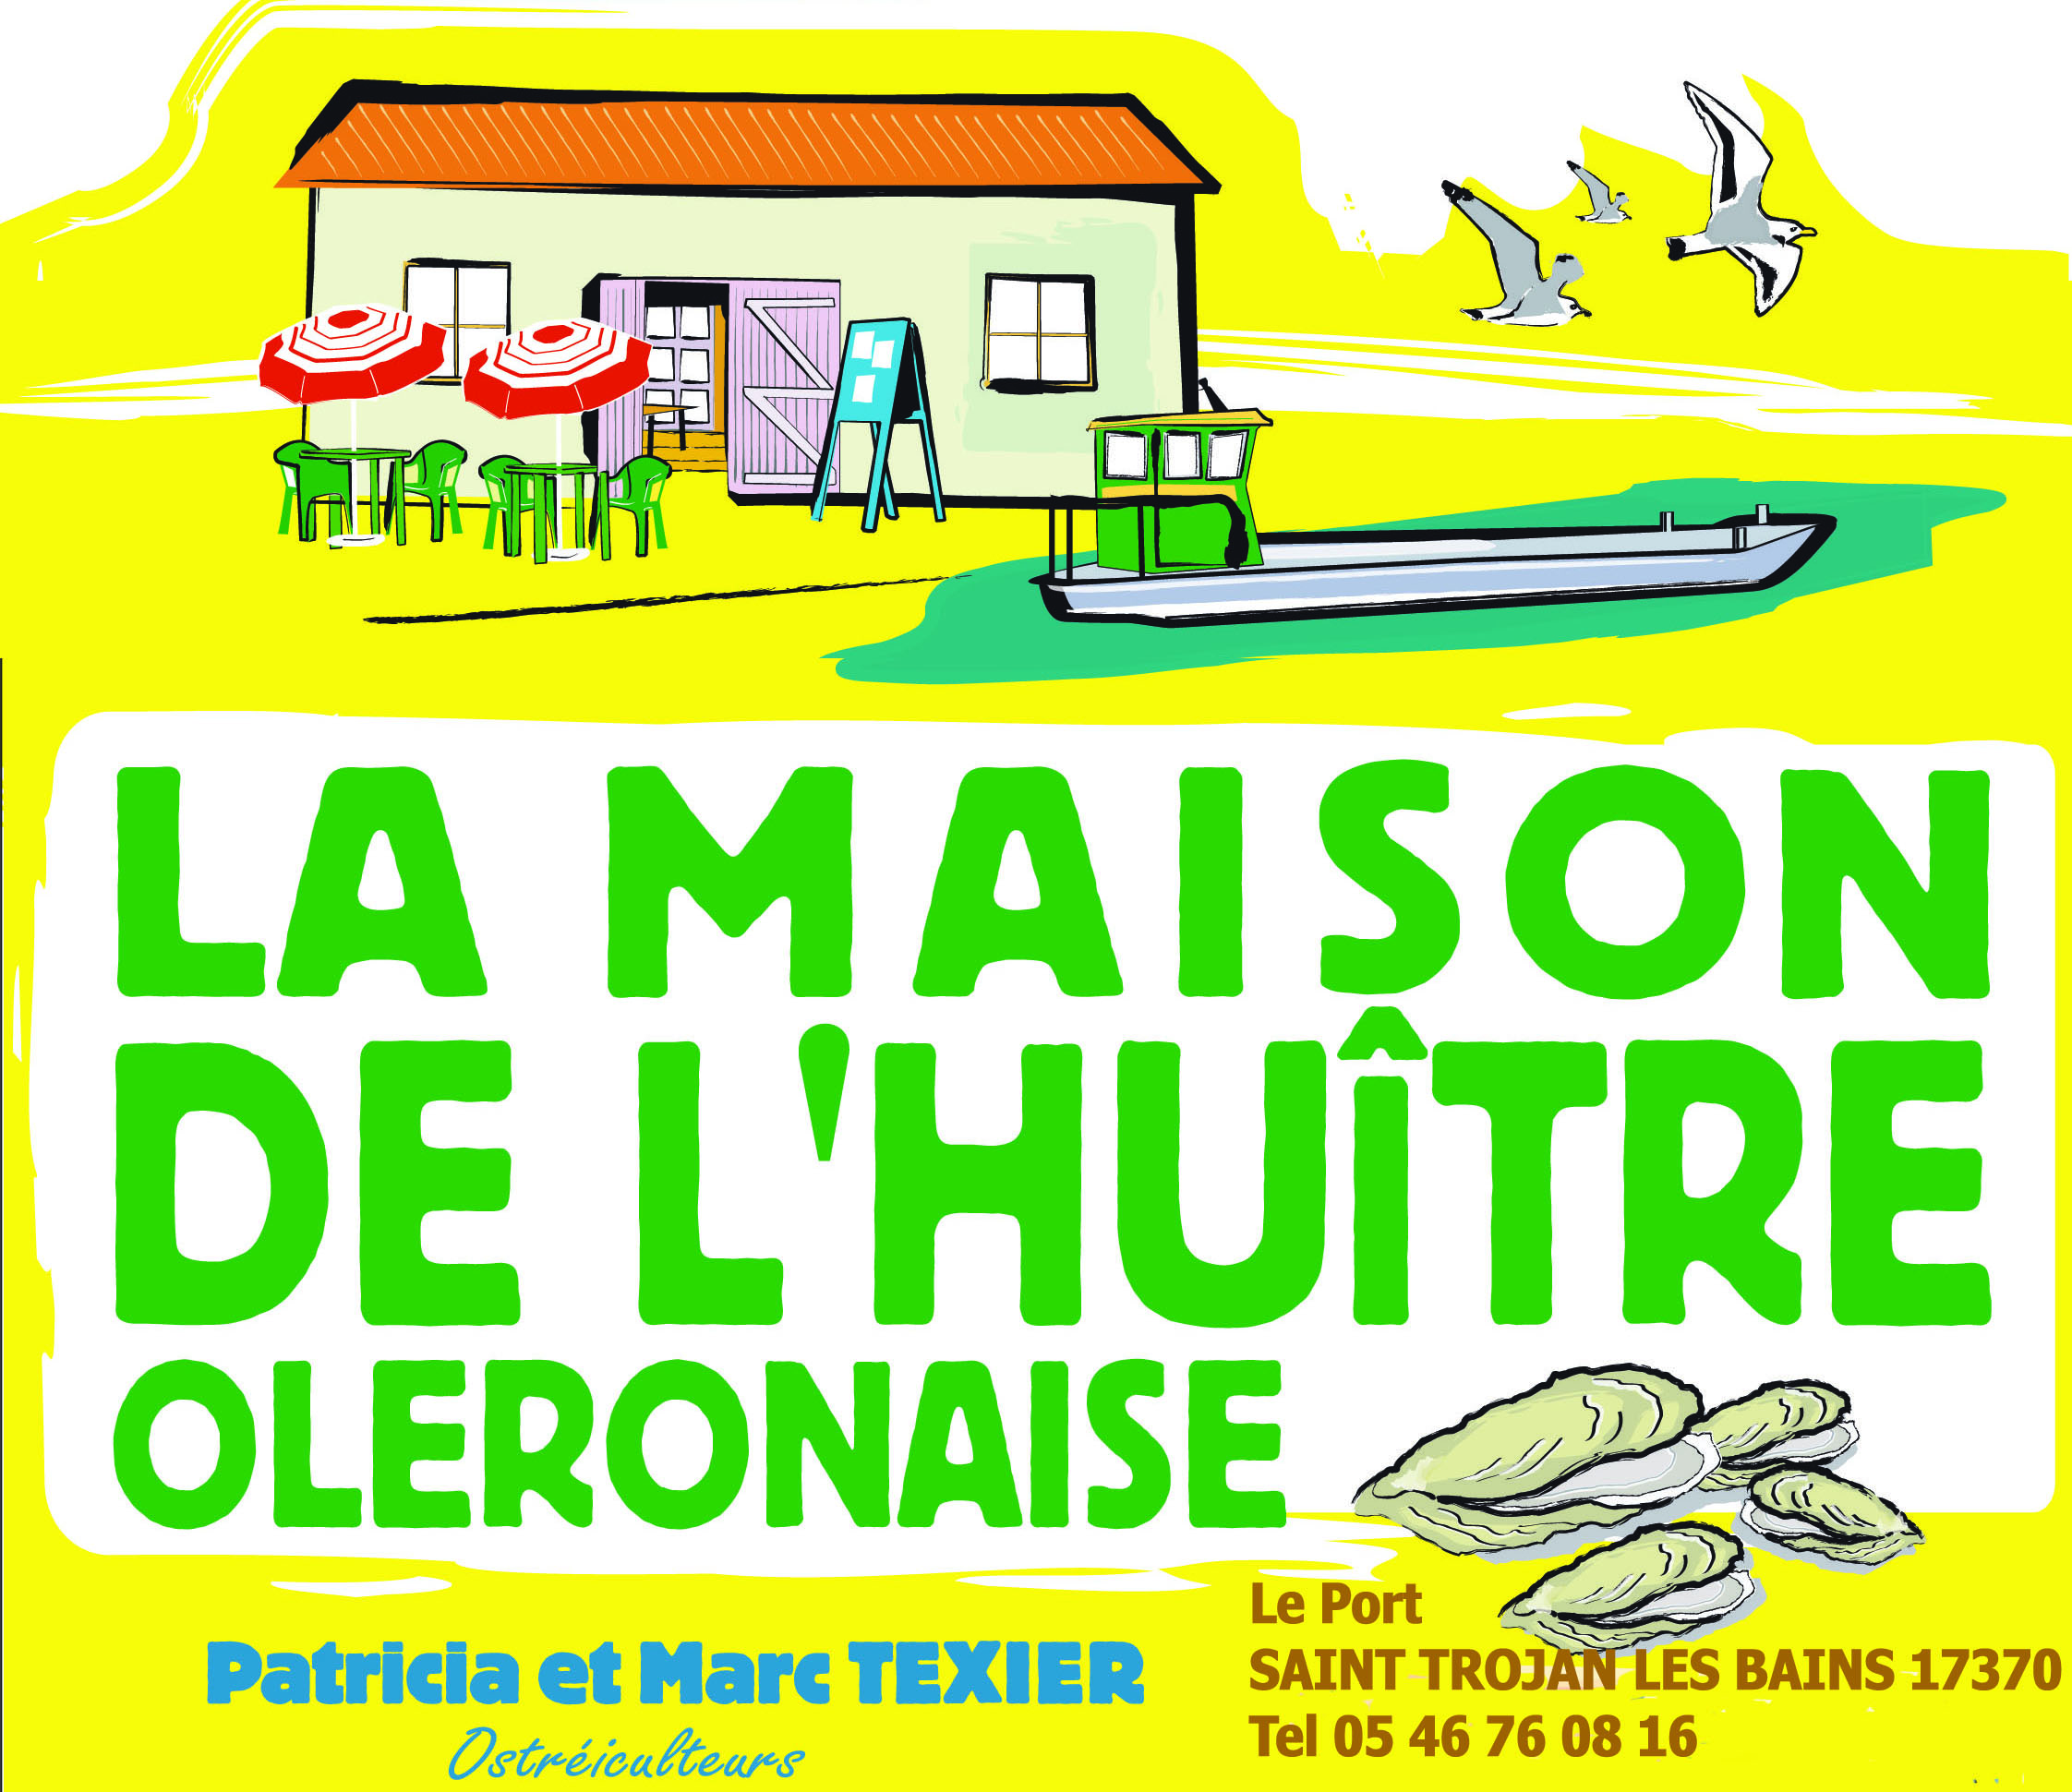 LA MAISON
DE L'HUÎTRE
OLERONAISE
Patricia et Marc TEXIER
Ostréiculteurs
Le Port
SAINT TROJAN LES BAINS 17370
Tel 05 46 76 08 16